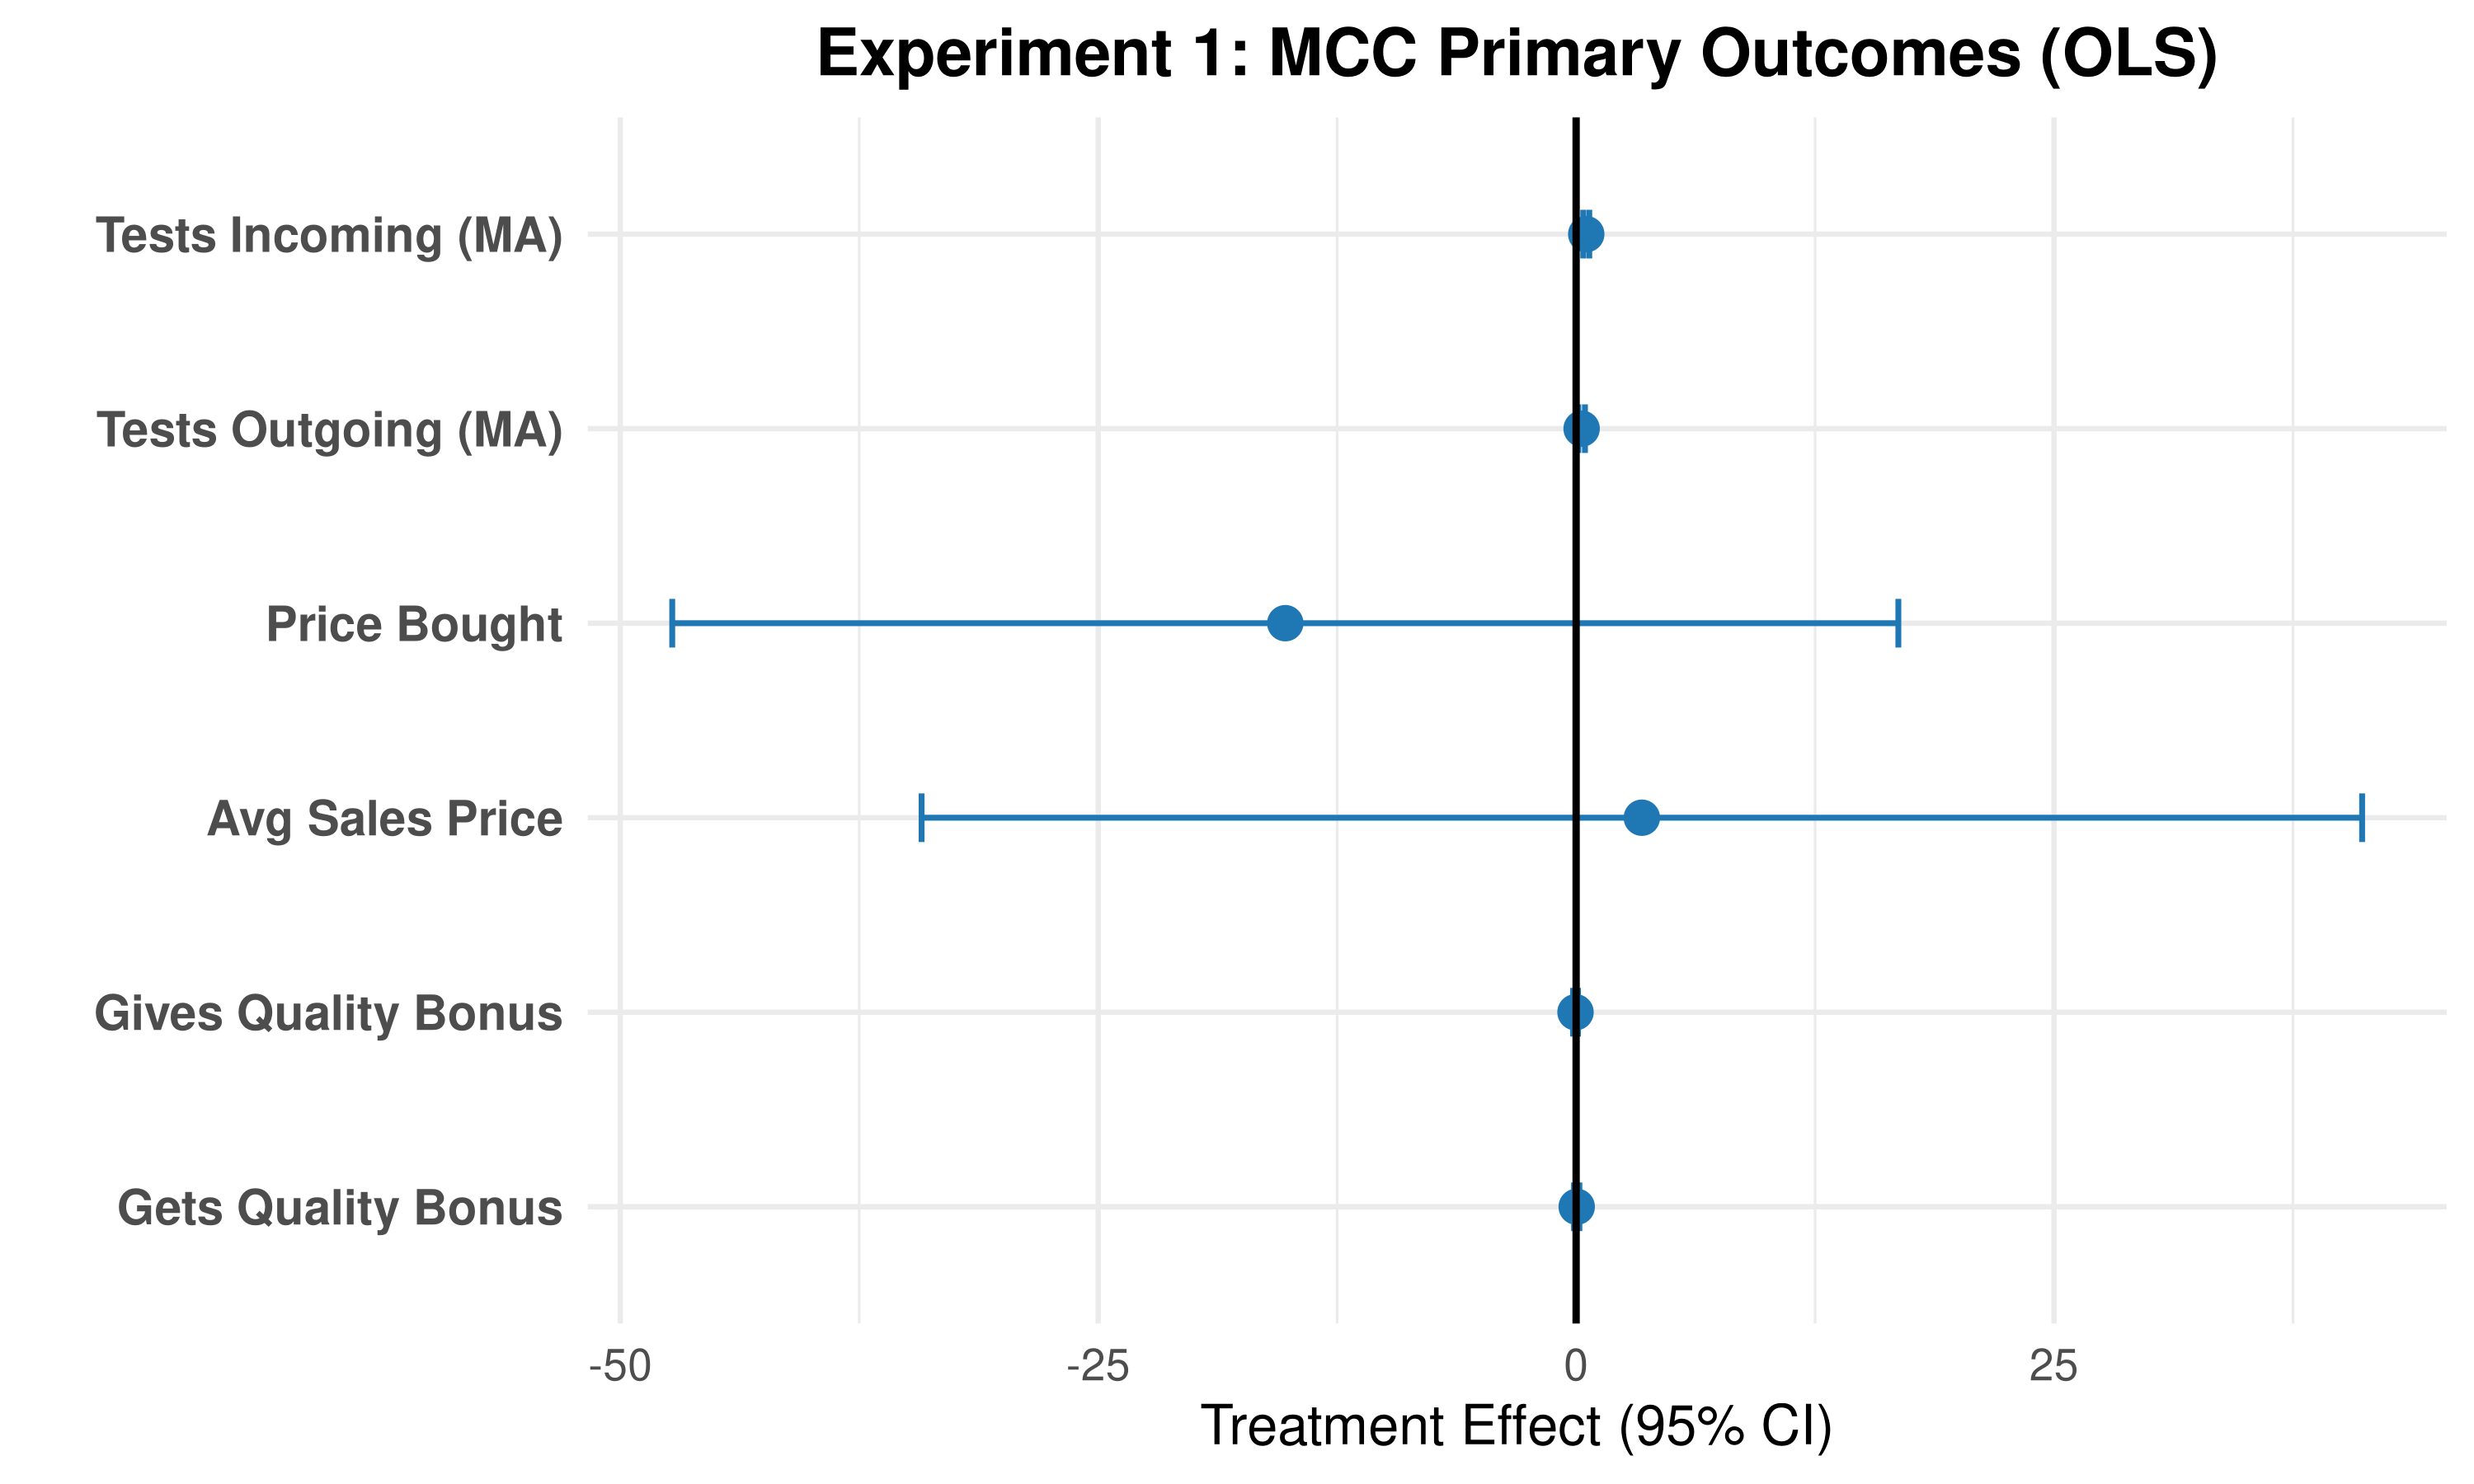 Experiment 1: MCC Primary Outcomes (OLS)
Tests Incoming (MA)
Tests Outgoing (MA)
Price Bought
Avg Sales Price
Gives Quality Bonus
Gets Quality Bonus
-50 -25 0 25
Treatment Effect (95% CI)